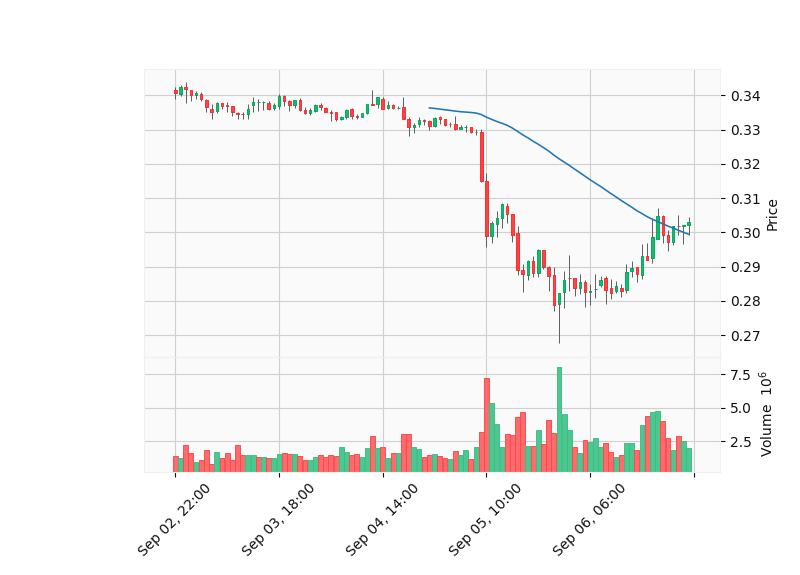 0.34
0.33
0.32
0.31
0.30
0.29
0.28
0.27
Price
7.5
5.0
2.5
Volume 10⁶
Sep 02, 22:00
Sep 03, 18:00
Sep 04, 14:00
Sep 05, 10:00
Sep 06, 06:00